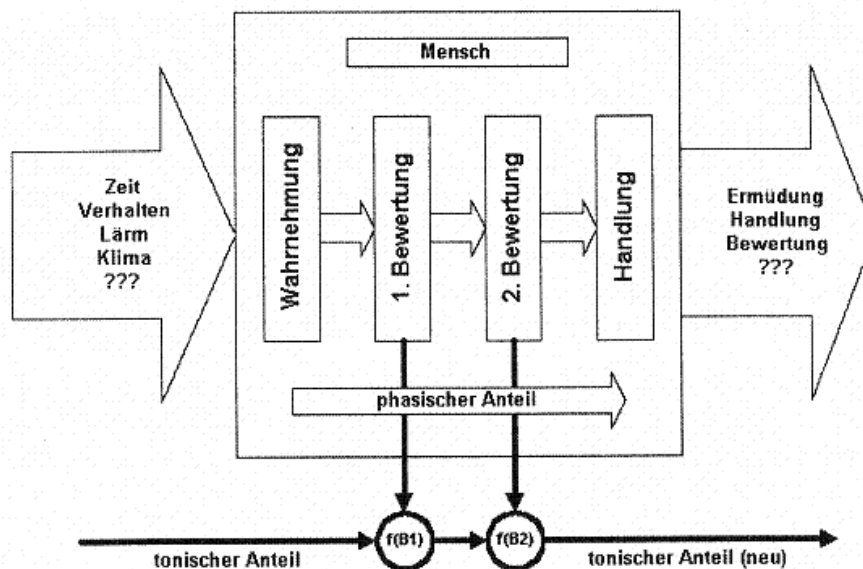 Mensch
Zeit
Verhalten
Lärm
Klima
???
Wahrnehmung
1. Bewertung
2. Bewertung
Handlung
Ermüdung
Handlung
Bewertung
???
phasischer Anteil
f(B1)
f(B2)
tonischer Anteil
tonischer Anteil (neu)